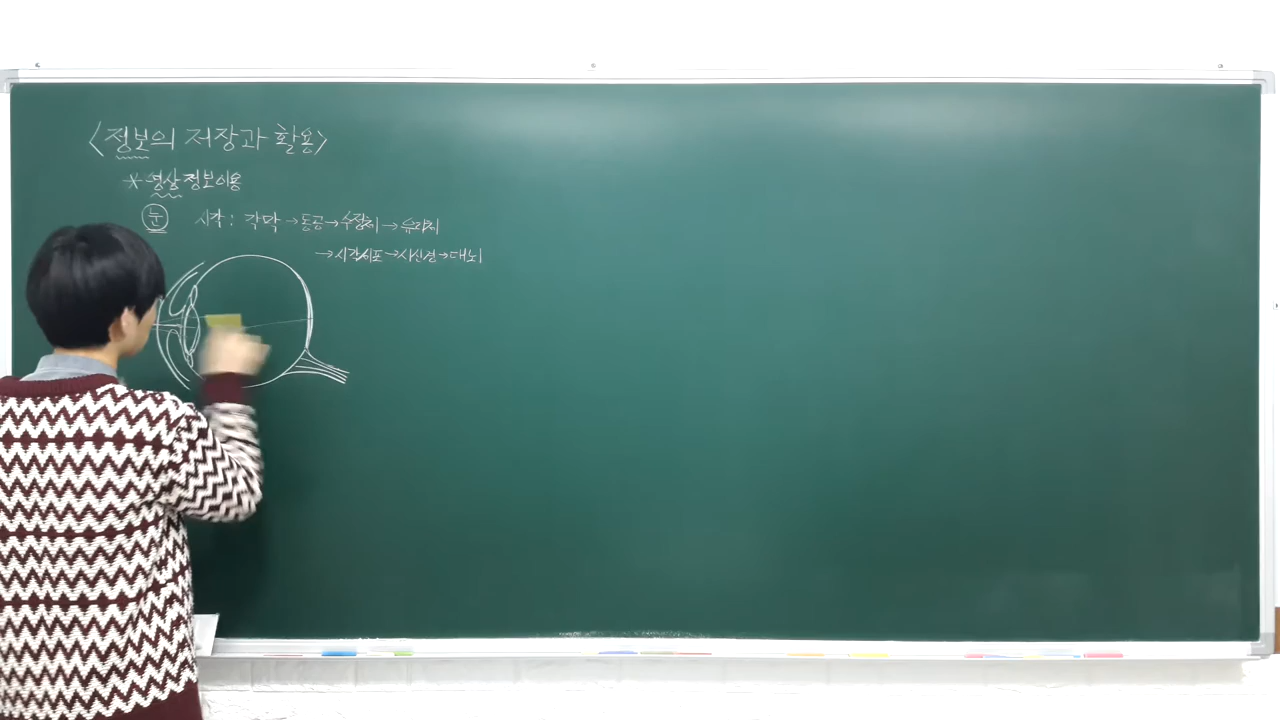 <정보의 저장과 활용>
* 영상정보이용
눈 시각 : 각막 → 동공 → 수정체 → 유리체
→ 시각세포 → 시신경 → 대뇌